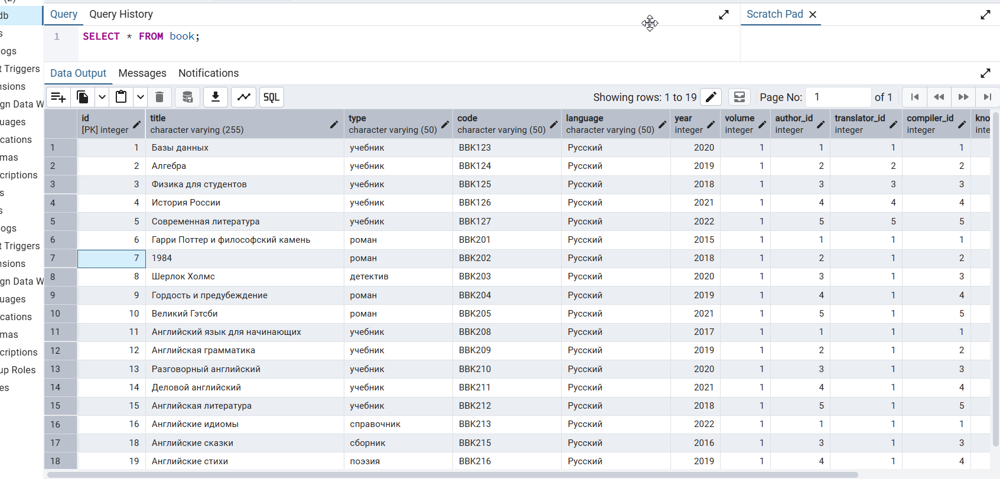 db
Query Query History
Scratch Pad
1 SELECT * FROM book;
ogs
t Triggers
Data Output Messages Notifications
nsions
SQL Showing rows: 1 to 19 Page No: 1 of 1
gn Data W
uages
cations
mas
criptions
s
s
ogs
t Triggers
nsions
gn Data W
uages
cations
mas
criptions
up Roles
es
id title type code language year volume author_id translator_id compiler_id kno
[PK] integer character varying (255) character varying (50) character varying (50) character varying (50) integer integer integer integer integer inte
1 1 Базы данных учебник BBK123 Русский 2020 1 1 1 1
2 2 Алгебра учебник BBK124 Русский 2019 1 2 2 2
3 3 Физика для студентов учебник BBK125 Русский 2018 1 3 3 3
4 4 История России учебник BBK126 Русский 2021 1 4 4 4
5 5 Современная литература учебник BBK127 Русский 2022 1 5 5 5
6 6 Гарри Поттер и философский камень роман BBK201 Русский 2015 1 1 1 1
7 7 1984 роман BBK202 Русский 2018 1 2 1 2
8 8 Шерлок Холмс детектив BBK203 Русский 2020 1 3 1 3
9 9 Гордость и предубеждение роман BBK204 Русский 2019 1 4 1 4
10 10 Великий Гэтсби роман BBK205 Русский 2021 1 5 1 5
11 11 Английский язык для начинающих учебник BBK208 Русский 2017 1 1 1 1
12 12 Английская грамматика учебник BBK209 Русский 2019 1 2 1 2
13 13 Разговорный английский учебник BBK210 Русский 2020 1 3 1 3
14 14 Деловой английский учебник BBK211 Русский 2021 1 4 1 4
15 15 Английская литература учебник BBK212 Русский 2018 1 5 1 5
16 16 Английские идиомы справочник BBK213 Русский 2022 1 1 1 1
17 18 Английские сказки сборник BBK215 Русский 2016 1 3 1 3
18 19 Английские стихи поэзия BBK216 Русский 2019 1 4 1 4